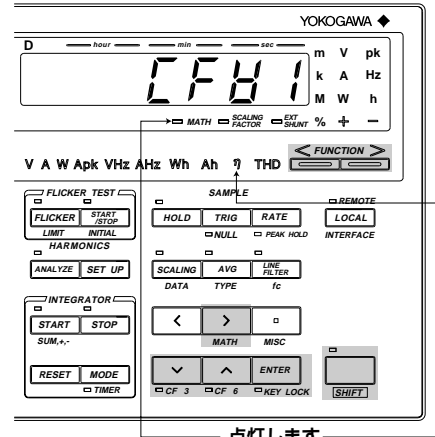 YOKOGAWA
D hour min sec
m V pk
k A Hz
M W h
% + −
CFV1
MATH SCALING FACTOR EXT SHUNT
< FUNCTION >
V A W Apk VHz AHz Wh Ah η THD
FLICKER TEST
SAMPLE
REMOTE
FLICKER START /STOP
HOLD TRIG RATE
LOCAL
LIMIT INITIAL
NULL PEAK HOLD
INTERFACE
HARMONICS
ANALYZE SET UP
SCALING AVG LINE FILTER
DATA TYPE fc
INTEGRATOR
START STOP
SUM,+,-
< >
MATH MISC
RESET MODE
TIMER
ENTER
CF 3 CF 6 KEY LOCK
SHIFT
点灯します